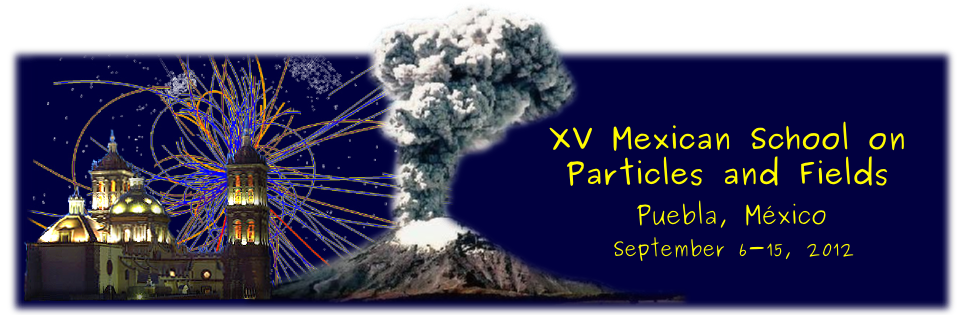 XV Mexican School on
Particles and Fields
Puebla, México
September 6-15, 2012